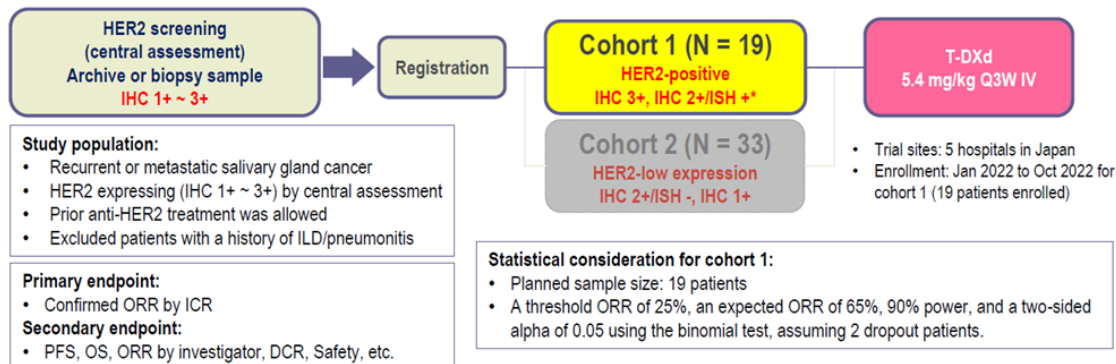 HER2 screening
(central assessment)
Archive or biopsy sample
IHC 1+ ~ 3+
Registration
Cohort 1 (N = 19)
HER2-positive
IHC 3+, IHC 2+/ISH +*
Cohort 2 (N = 33)
HER2-low expression
IHC 2+/ISH -, IHC 1+
T-DXd
5.4 mg/kg Q3W IV
• Trial sites: 5 hospitals in Japan
• Enrollment: Jan 2022 to Oct 2022 for
cohort 1 (19 patients enrolled)
Study population:
• Recurrent or metastatic salivary gland cancer
• HER2 expressing (IHC 1+ ~ 3+) by central assessment
• Prior anti-HER2 treatment was allowed
• Excluded patients with a history of ILD/pneumonitis
Primary endpoint:
• Confirmed ORR by ICR
Secondary endpoint:
• PFS, OS, ORR by investigator, DCR, Safety, etc.
Statistical consideration for cohort 1:
• Planned sample size: 19 patients
• A threshold ORR of 25%, an expected ORR of 65%, 90% power, and a two-sided
alpha of 0.05 using the binomial test, assuming 2 dropout patients.